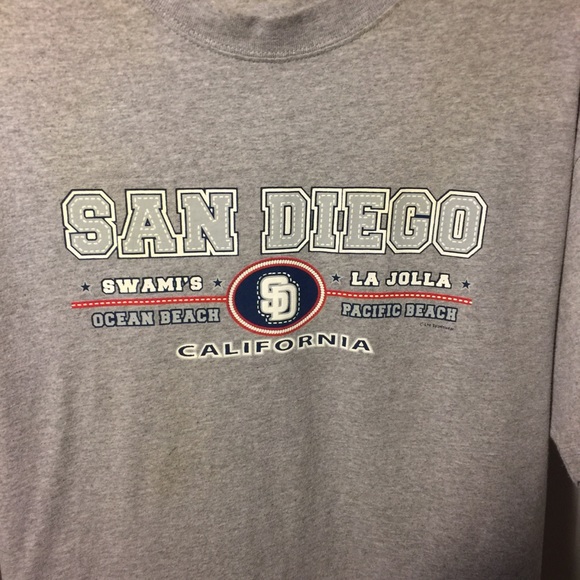 SAN DIEGO
SWAMI'S SD LA JOLLA
OCEAN BEACH PACIFIC BEACH
CALIFORNIA